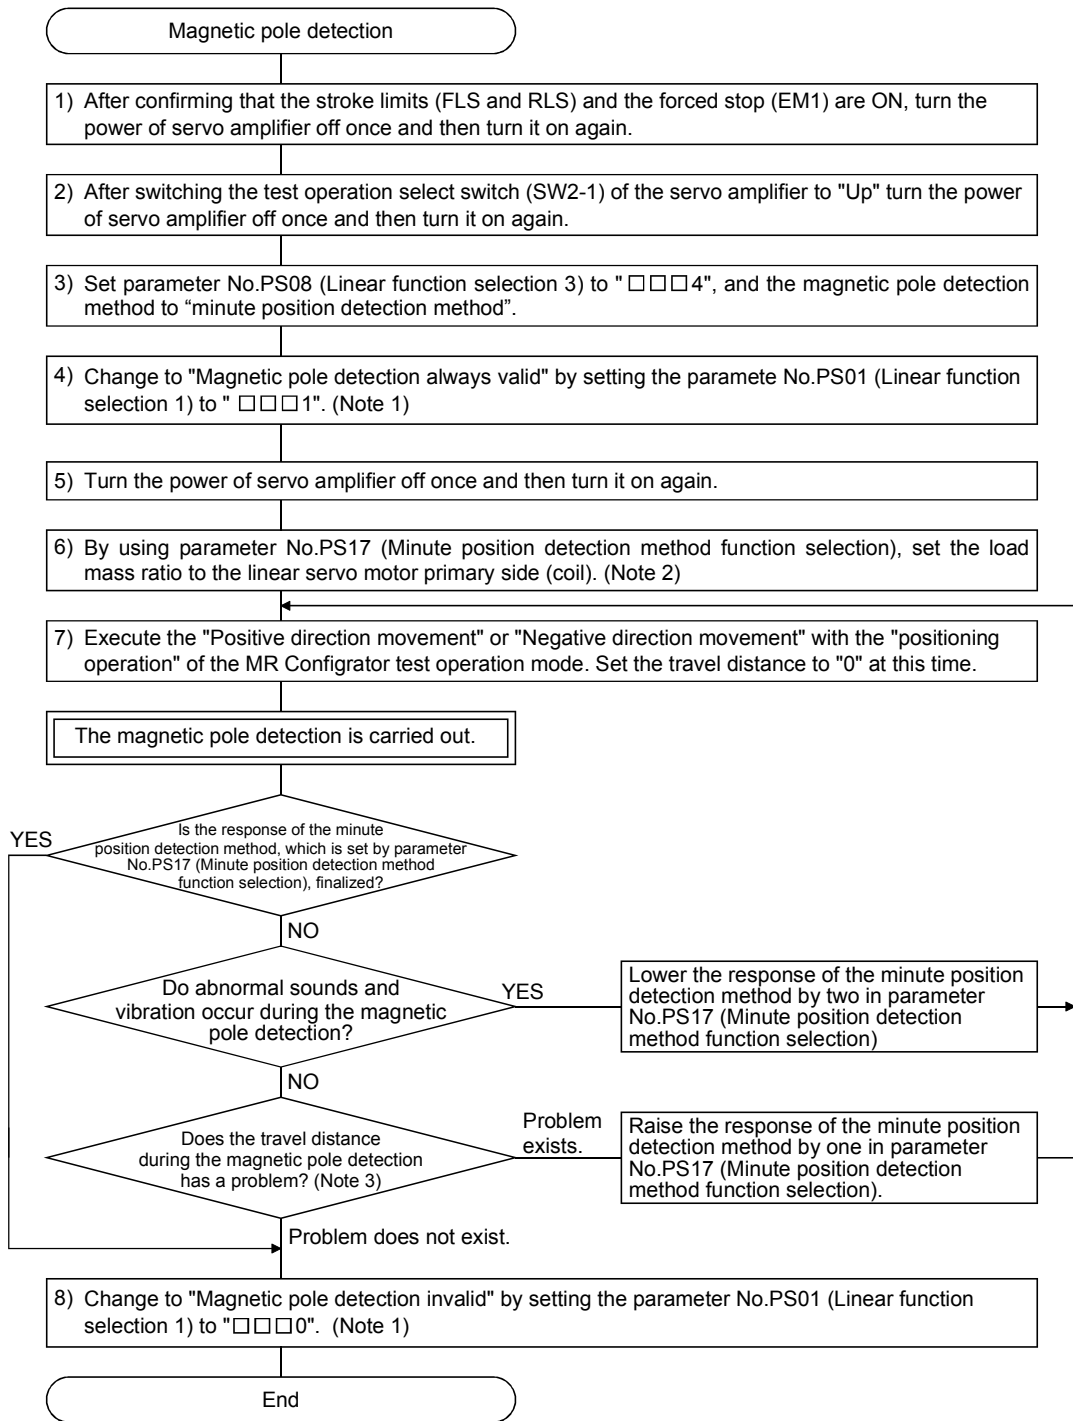 Magnetic pole detection
1) After confirming that the stroke limits (FLS and RLS) and the forced stop (EM1) are ON, turn the
power of servo amplifier off once and then turn it on again.
2) After switching the test operation select switch (SW2-1) of the servo amplifier to "Up" turn the power
of servo amplifier off once and then turn it on again.
3) Set parameter No.PS08 (Linear function selection 3) to " □□□4", and the magnetic pole detection
method to “minute position detection method”.
4) Change to "Magnetic pole detection always valid" by setting the paramete No.PS01 (Linear function
selection 1) to " □□□1". (Note 1)
5) Turn the power of servo amplifier off once and then turn it on again.
6) By using parameter No.PS17 (Minute position detection method function selection), set the load
mass ratio to the linear servo motor primary side (coil). (Note 2)
7) Execute the "Positive direction movement" or "Negative direction movement" with the "positioning
operation" of the MR Configrator test operation mode. Set the travel distance to "0" at this time.
The magnetic pole detection is carried out.
YES
Is the response of the minute
position detection method, which is set by parameter
No.PS17 (Minute position detection method
function selection), finalized?
NO
Do abnormal sounds and
vibration occur during the magnetic
pole detection?
YES
Lower the response of the minute position
detection method by two in parameter
No.PS17 (Minute position detection
method function selection)
NO
Does the travel distance
during the magnetic pole detection
has a problem? (Note 3)
Problem
exists.
Raise the response of the minute position
detection method by one in parameter
No.PS17 (Minute position detection
method function selection).
Problem does not exist.
8) Change to "Magnetic pole detection invalid" by setting the parameter No.PS01 (Linear function
selection 1) to "□□□0". (Note 1)
End